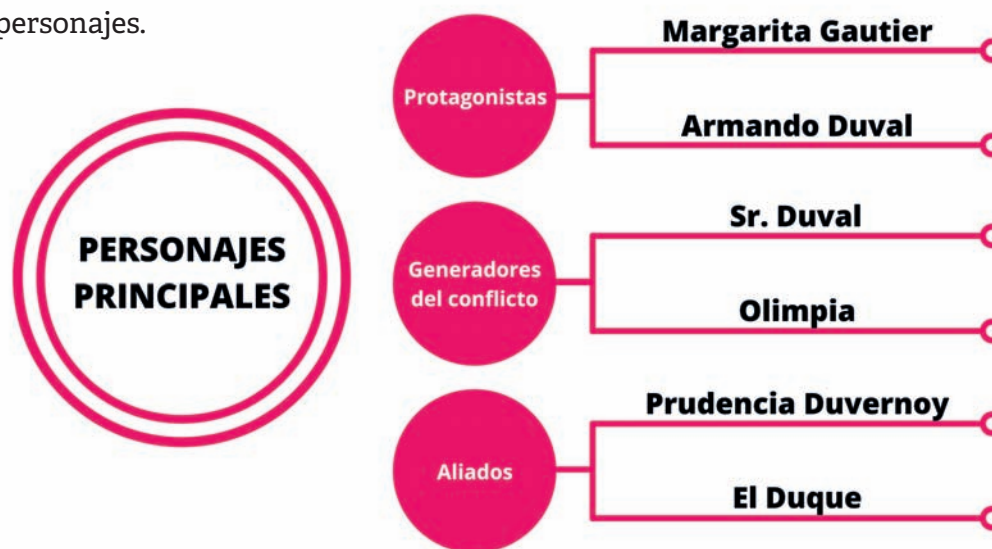 personajes.
PERSONAJES
PRINCIPALES
Protagonistas
Margarita Gautier
Armando Duval
Generadores
del conflicto
Sr. Duval
Olimpia
Aliados
Prudencia Duvernoy
El Duque